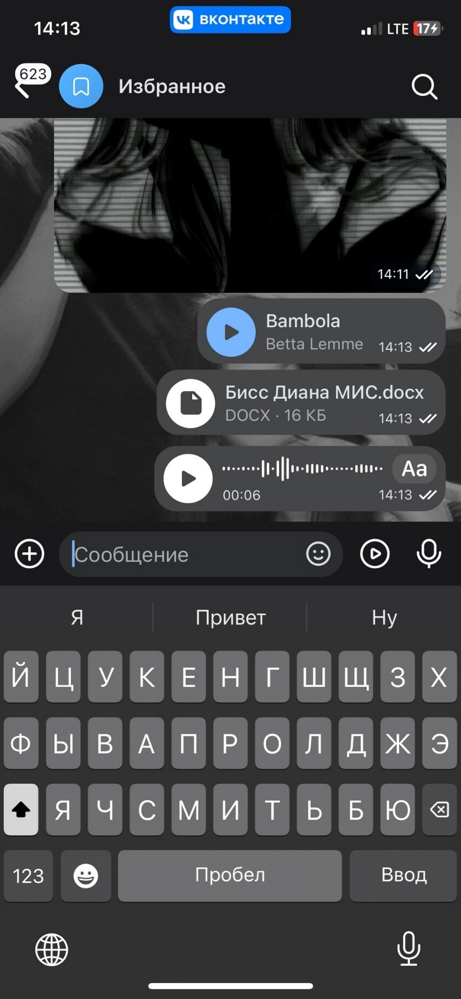 14:13
вконтакте
LTE 17
623
Избранное
14:11
Bambola
Betta Lemme 14:13
Бисс Диана МИС.docx
DOCX · 16 КБ 14:13
Aa
00:06 14:13
Сообщение
Я Привет Ну
Й Ц У К Е Н Г Ш Щ З Х
Ф Ы В А П Р О Л Д Ж Э
Я Ч С М И Т Ь Б Ю
123 Пробел Ввод